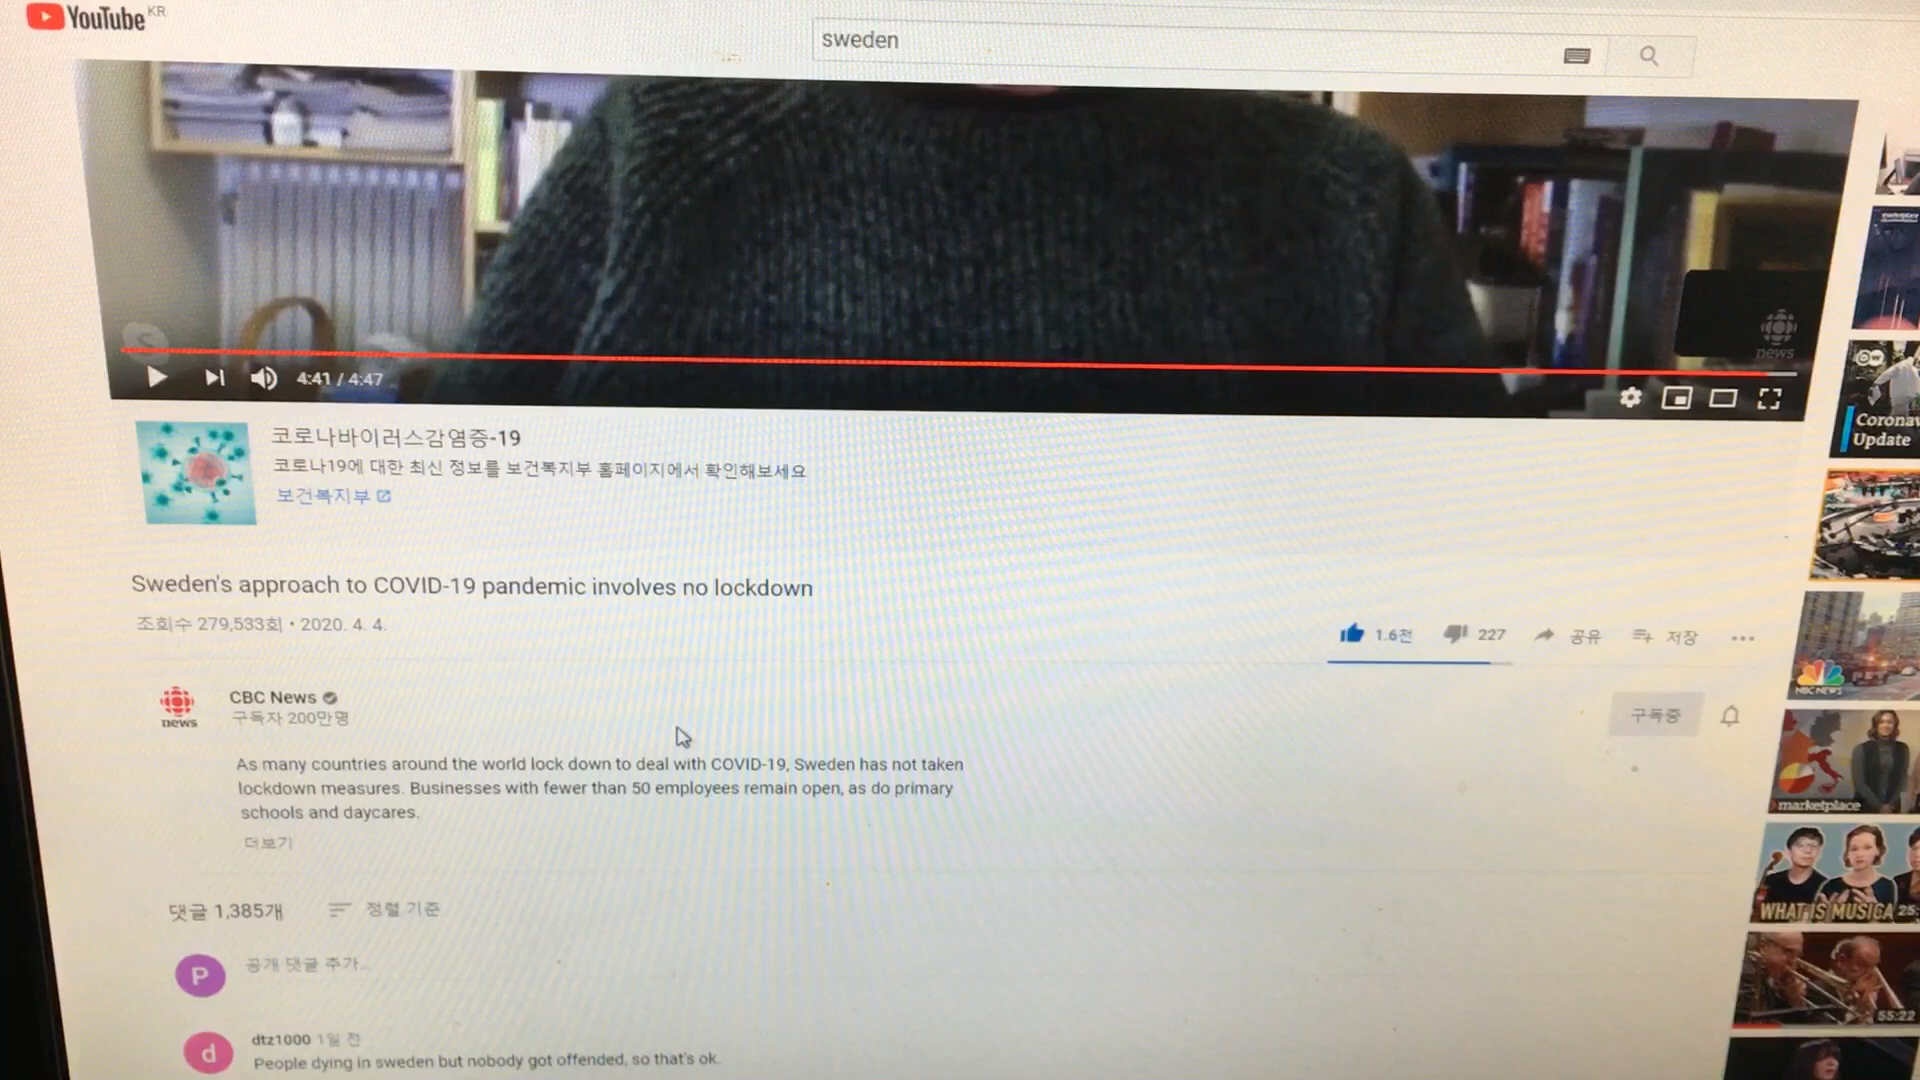 YouTube KR
sweden
news
4:41 / 4:47
코로나바이러스감염증-19
코로나19에 대한 최신 정보를 보건복지부 홈페이지에서 확인해보세요
보건복지부
Sweden's approach to COVID-19 pandemic involves no lockdown
조회수 279,533회 • 2020. 4. 4.
1.6천 227 공유 저장
CBC News
구독자 200만명
news
구독중
As many countries around the world lock down to deal with COVID-19, Sweden has not taken
lockdown measures. Businesses with fewer than 50 employees remain open, as do primary
schools and daycares.
더보기
댓글 1,385개 정렬 기준
P
공개 댓글 추가...
d
dtz1000 1일 전
People dying in sweden but nobody got offended, so that's ok.
marketplace
DW
Coronav
Update
NBC NEWS
marketplace
WHAT IS MUSICA 25:
55:22